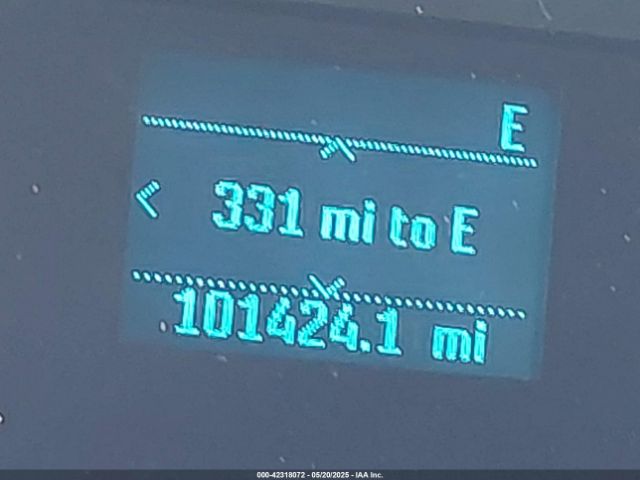 E
< 331 mi to E
101424.1 mi
000-42318072 - 05/20/2025 - IAA Inc.